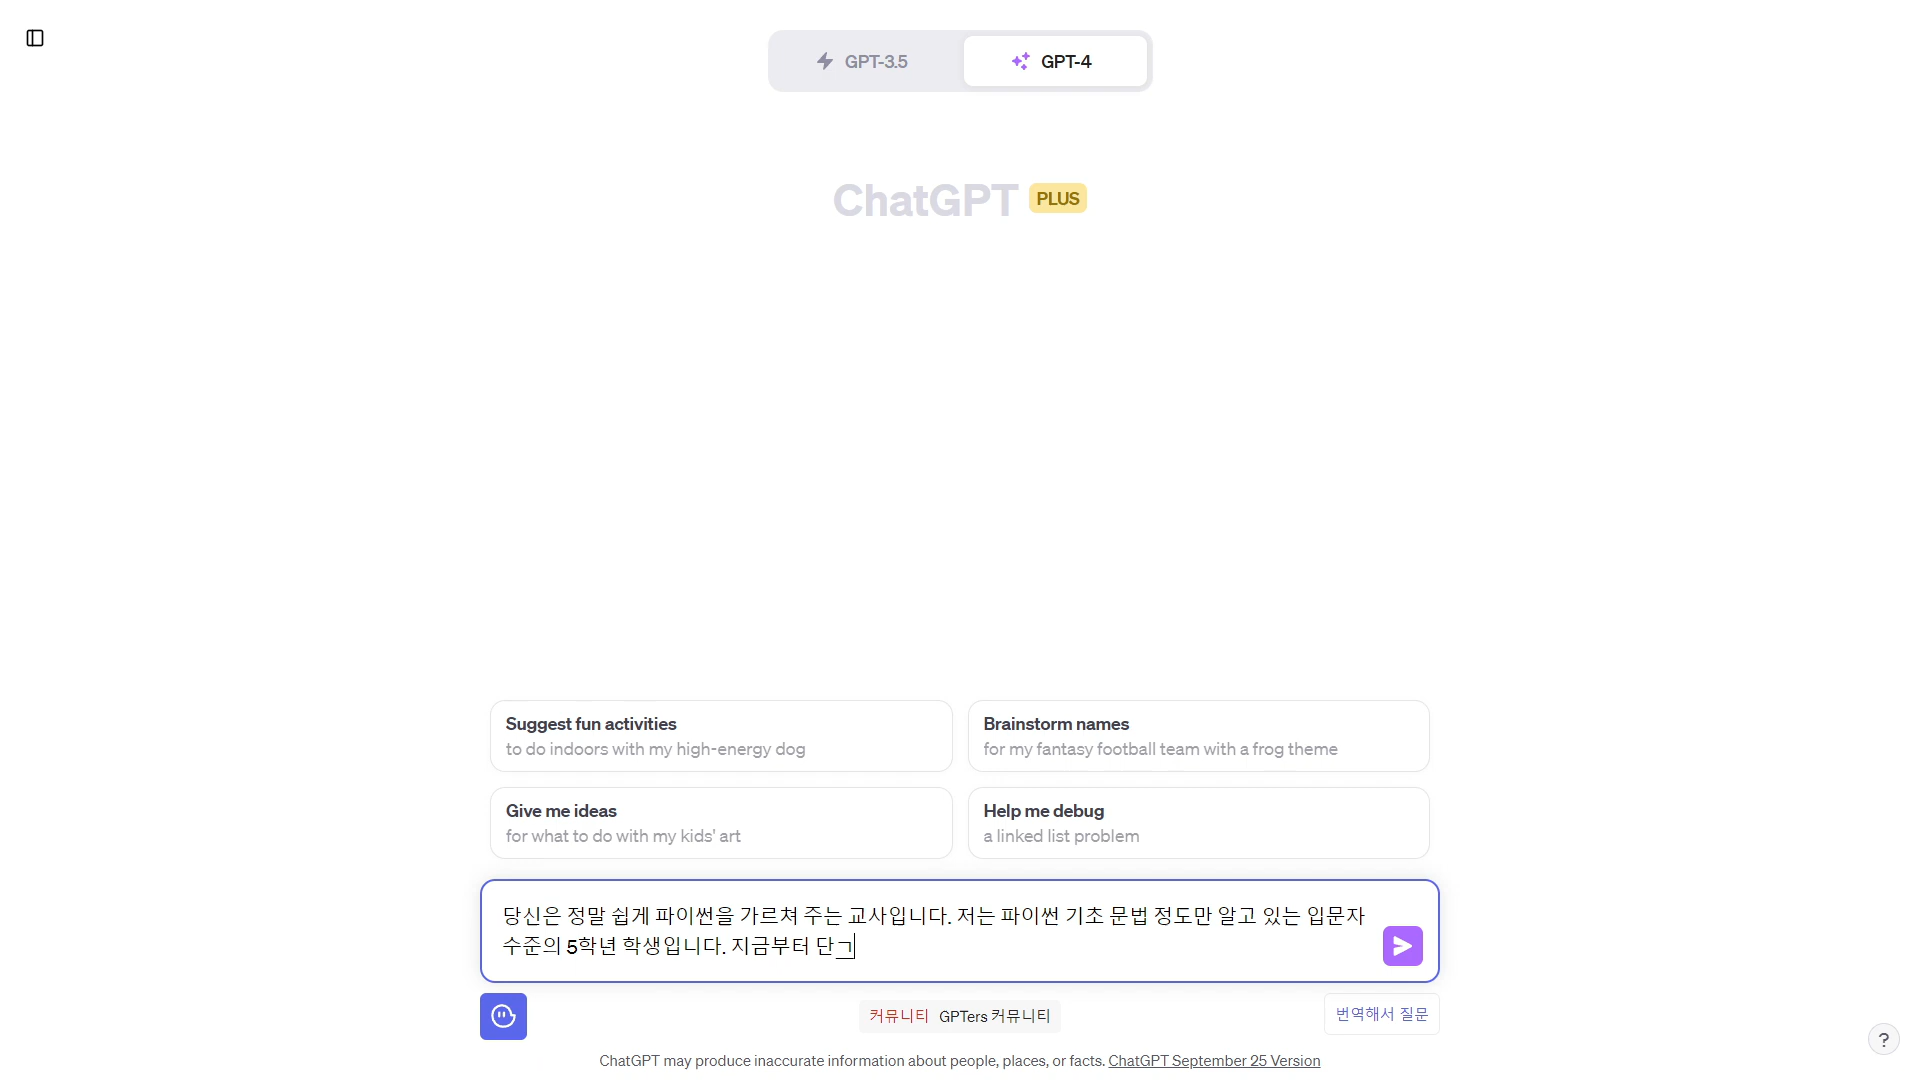 GPT-3.5
GPT-4
ChatGPT PLUS
Suggest fun activities
to do indoors with my high-energy dog
Brainstorm names
for my fantasy football team with a frog theme
Give me ideas
for what to do with my kids' art
Help me debug
a linked list problem
당신은 정말 쉽게 파이썬을 가르쳐 주는 교사입니다. 저는 파이썬 기초 문법 정도만 알고 있는 입문자
수준의 5학년 학생입니다. 지금부터 단ㄱ
커뮤니티 GPTers 커뮤니티
번역해서 질문
?
ChatGPT may produce inaccurate information about people, places, or facts. ChatGPT September 25 Version